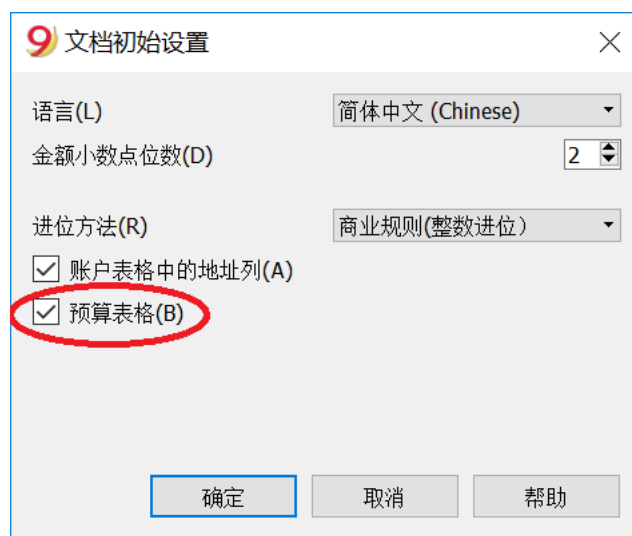 9 文档初始设置
语言(L) 简体中文 (Chinese)
金额小数点位数(D) 2
进位方法(R) 商业规则(整数进位）
账户表格中的地址列(A)
预算表格(B)
确定 取消 帮助